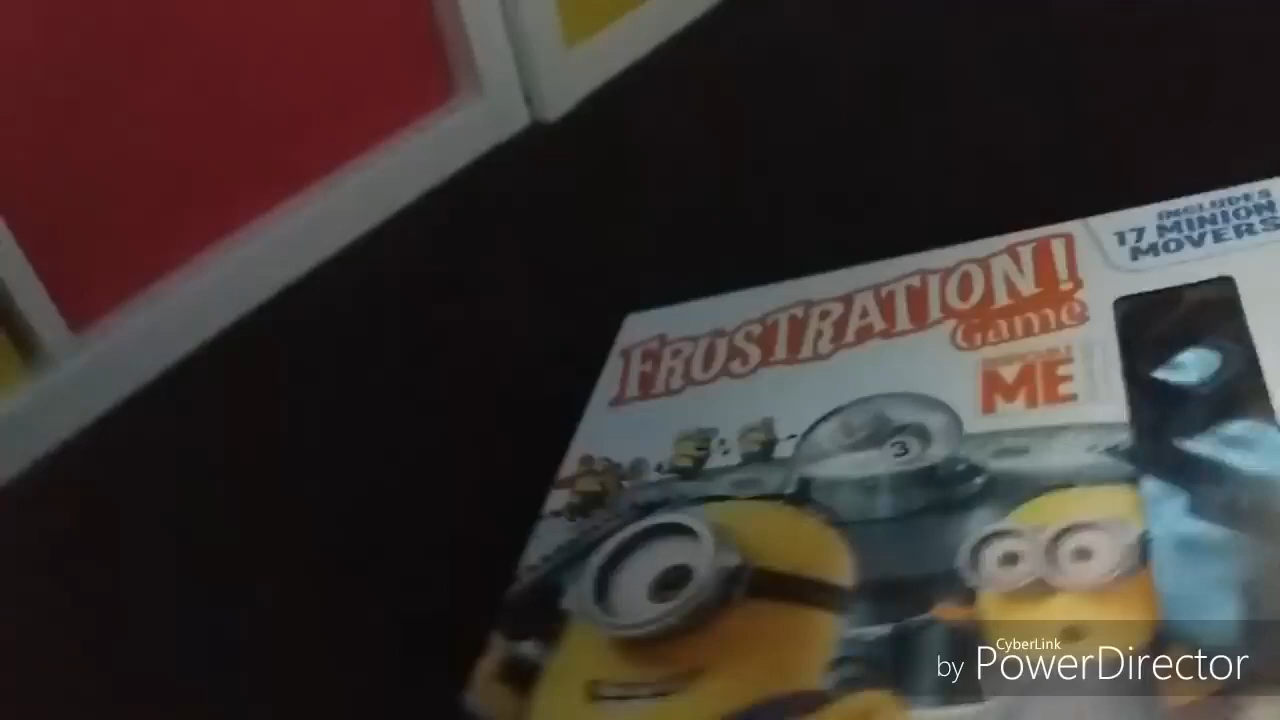 INCLUDES
17 MINION
MOVERS
FRUSTRATION!
Game
ME
3
CyberLink
by PowerDirector